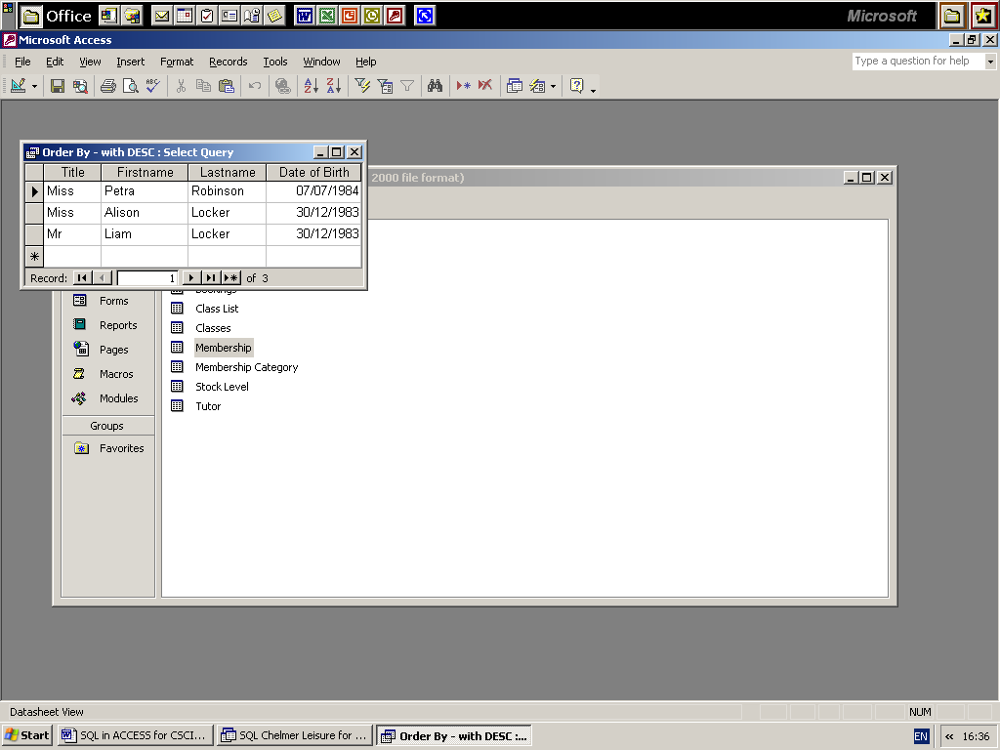 Office
Microsoft
Microsoft Access
File Edit View Insert Format Records Tools Window Help
Type a question for help
Order By - with DESC : Select Query
2000 file format)
Title Firstname Lastname Date of Birth
Miss Petra Robinson 07/07/1984
Miss Alison Locker 30/12/1983
Mr Liam Locker 30/12/1983
Record: 1 of 3
Bookings
Forms
Reports
Pages
Macros
Modules
Groups
Favorites
Class List
Classes
Membership
Membership Category
Stock Level
Tutor
Datasheet View
NUM
Start
SQL in ACCESS for CSCI...
SQL Chelmer Leisure for ...
Order By - with DESC :...
EN
« 16:36